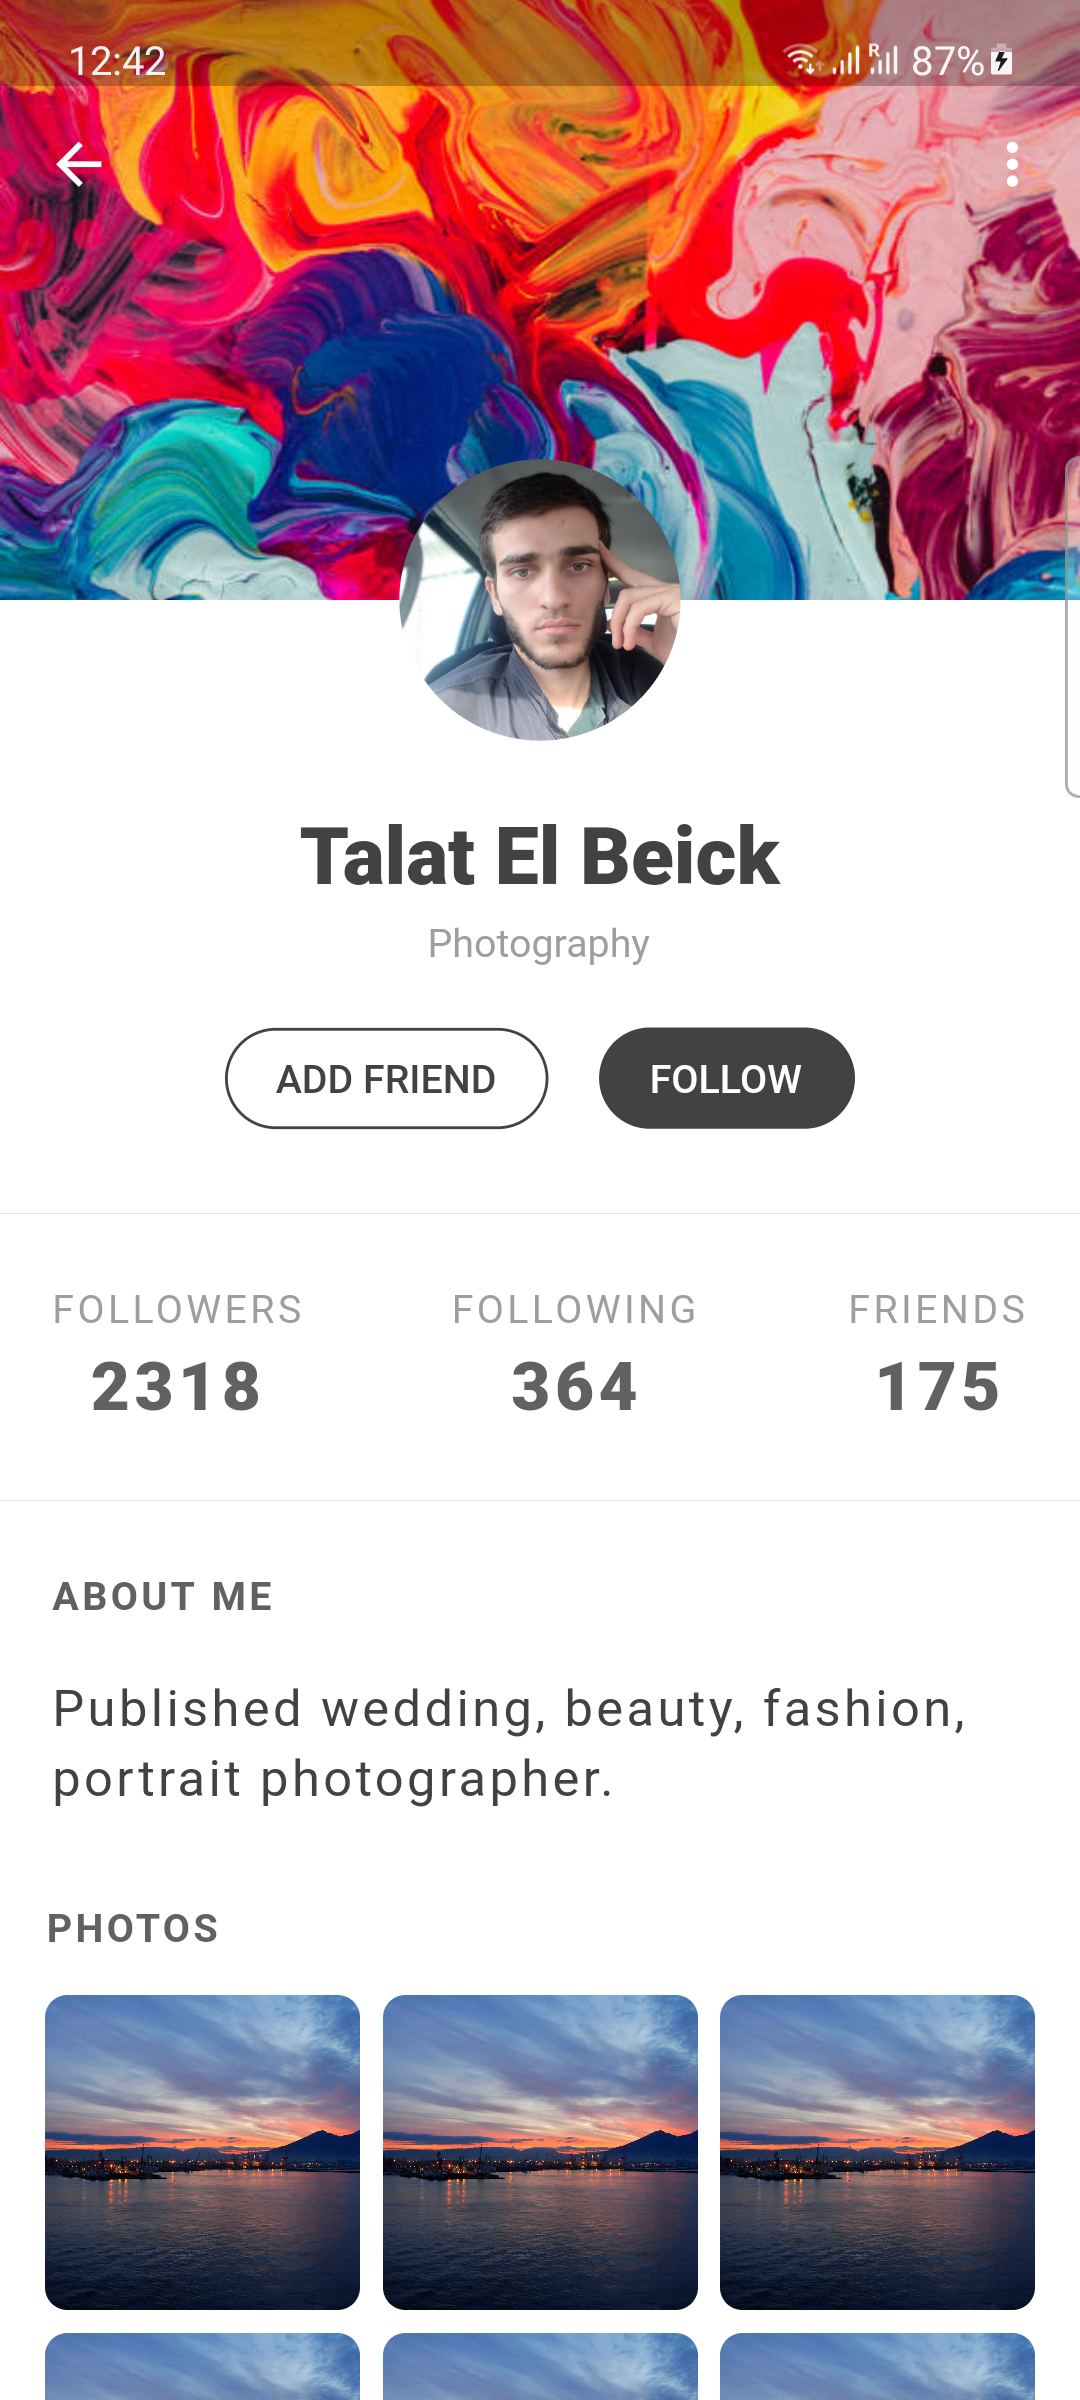 12:42
R 87%
Talat El Beick
Photography
ADD FRIEND FOLLOW
FOLLOWERS FOLLOWING FRIENDS
2318 364 175
ABOUT ME
Published wedding, beauty, fashion,
portrait photographer.
PHOTOS